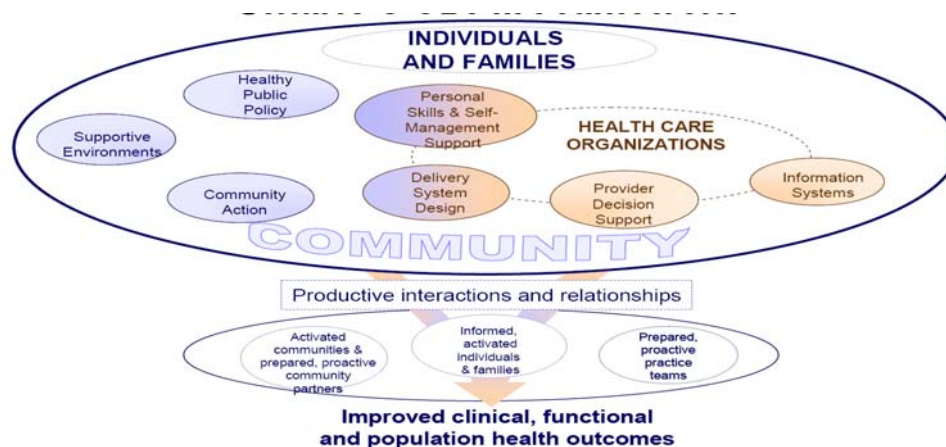 INDIVIDUALS
AND FAMILIES
Healthy
Public
Policy
Personal
Skills & Self-
Management
Support
HEALTH CARE
ORGANIZATIONS
Supportive
Environments
Information
Systems
Community
Action
Delivery
System
Design
Provider
Decision
Support
COMMUNITY
Productive interactions and relationships
Activated
communities &
prepared, proactive
community
partners
Informed,
activated
individuals
& families
Prepared,
proactive
practice
teams
Improved clinical, functional
and population health outcomes